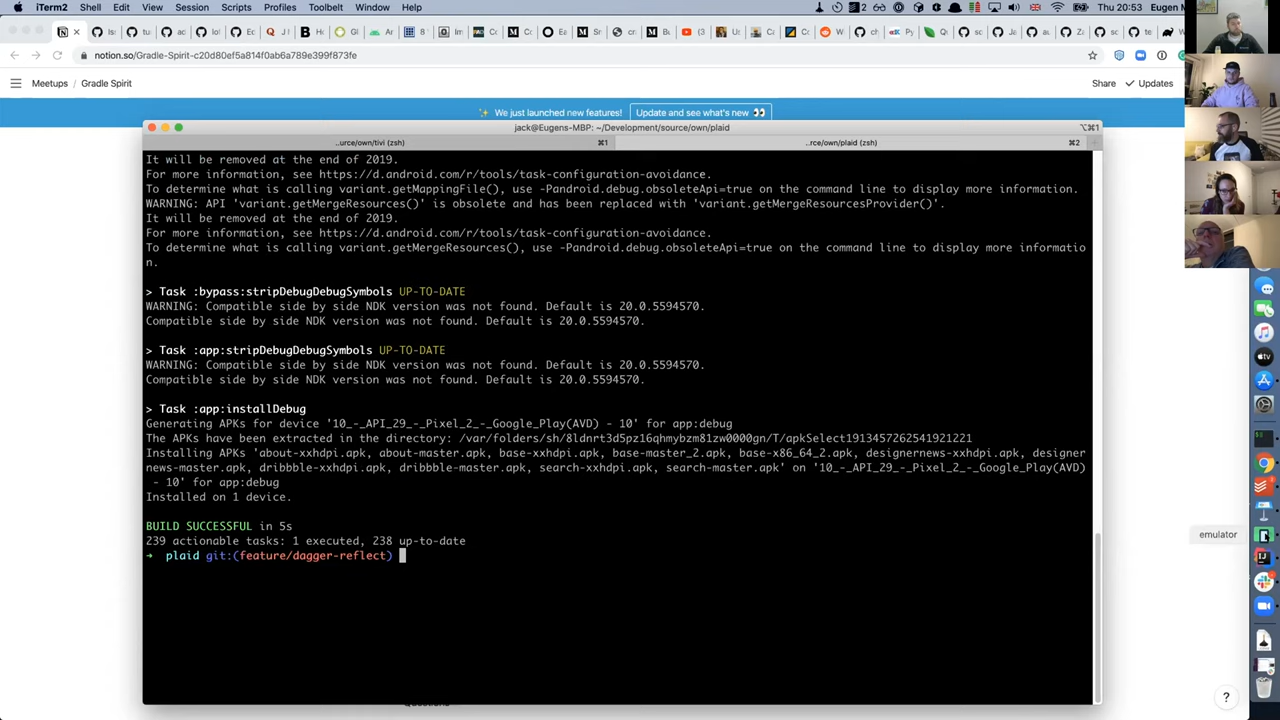 iTerm2 Shell Edit View Session Scripts Profiles Toolbelt Window Help
Thu 20:53 Eugen M
notion.so/Gradle-Spirit-c20d80ef5a1f4d0ab6a789e399f873fe
Meetups / Gradle Spirit
Share Updates
✨ We just launched new features! Update and see what's new 👀
jack@Eugens-MBP: ~/Development/source/own/plaid
⌥⌘1
..urce/own/tivi (zsh) ⌘1 ..rce/own/plaid (zsh) ⌘2
It will be removed at the end of 2019.
For more information, see https://d.android.com/r/tools/task-configuration-avoidance.
To determine what is calling variant.getMappingFile(), use -Pandroid.debug.obsoleteApi=true on the command line to display more information.
WARNING: API 'variant.getMergeResources()' is obsolete and has been replaced with 'variant.getMergeResourcesProvider()'.
It will be removed at the end of 2019.
For more information, see https://d.android.com/r/tools/task-configuration-avoidance.
To determine what is calling variant.getMergeResources(), use -Pandroid.debug.obsoleteApi=true on the command line to display more informatio
n.
> Task :bypass:stripDebugDebugSymbols UP-TO-DATE
WARNING: Compatible side by side NDK version was not found. Default is 20.0.5594570.
Compatible side by side NDK version was not found. Default is 20.0.5594570.
> Task :app:stripDebugDebugSymbols UP-TO-DATE
WARNING: Compatible side by side NDK version was not found. Default is 20.0.5594570.
Compatible side by side NDK version was not found. Default is 20.0.5594570.
> Task :app:installDebug
Generating APKs for device '10_-_API_29_-_Pixel_2_-_Google_Play(AVD) - 10' for app:debug
The APKs have been extracted in the directory: /var/folders/sh/8ldnrt3d5pz16qhmybzm81zw0000gn/T/apkSelect1913457262541921221
Installing APKs 'about-xxhdpi.apk, about-master.apk, base-xxhdpi.apk, base-master_2.apk, base-x86_64_2.apk, designernews-xxhdpi.apk, designer
news-master.apk, dribbble-xxhdpi.apk, dribbble-master.apk, search-xxhdpi.apk, search-master.apk' on '10_-_API_29_-_Pixel_2_-_Google_Play(AVD)
- 10' for app:debug
Installed on 1 device.
BUILD SUCCESSFUL in 5s
239 actionable tasks: 1 executed, 238 up-to-date
→ plaid git:(feature/dagger-reflect)
emulator
?